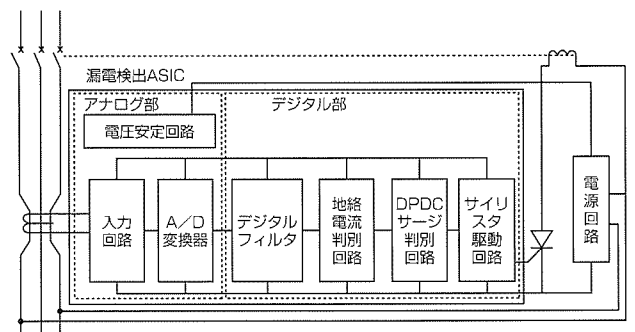 漏電検出ASIC
アナログ部
デジタル部
電圧安定回路
入力
回路
A/D
変換器
デジタル
フィルタ
地絡
電流
判別
回路
DPDC
サージ
判別
回路
サイリ
スタ
駆動
回路
電
源
回
路